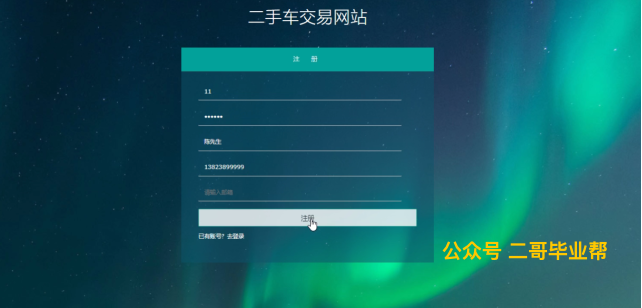 二手车交易网站
注 册
11
••••••
陈先生
13823899999
请输入邮箱
注册
已有账号？去登录
公众号 二哥毕业帮